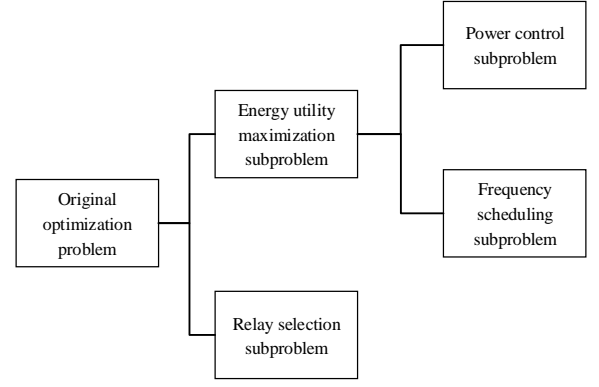 Power control
subproblem
Energy utility
maximization
subproblem
Original
optimization
problem
Frequency
scheduling
subproblem
Relay selection
subproblem